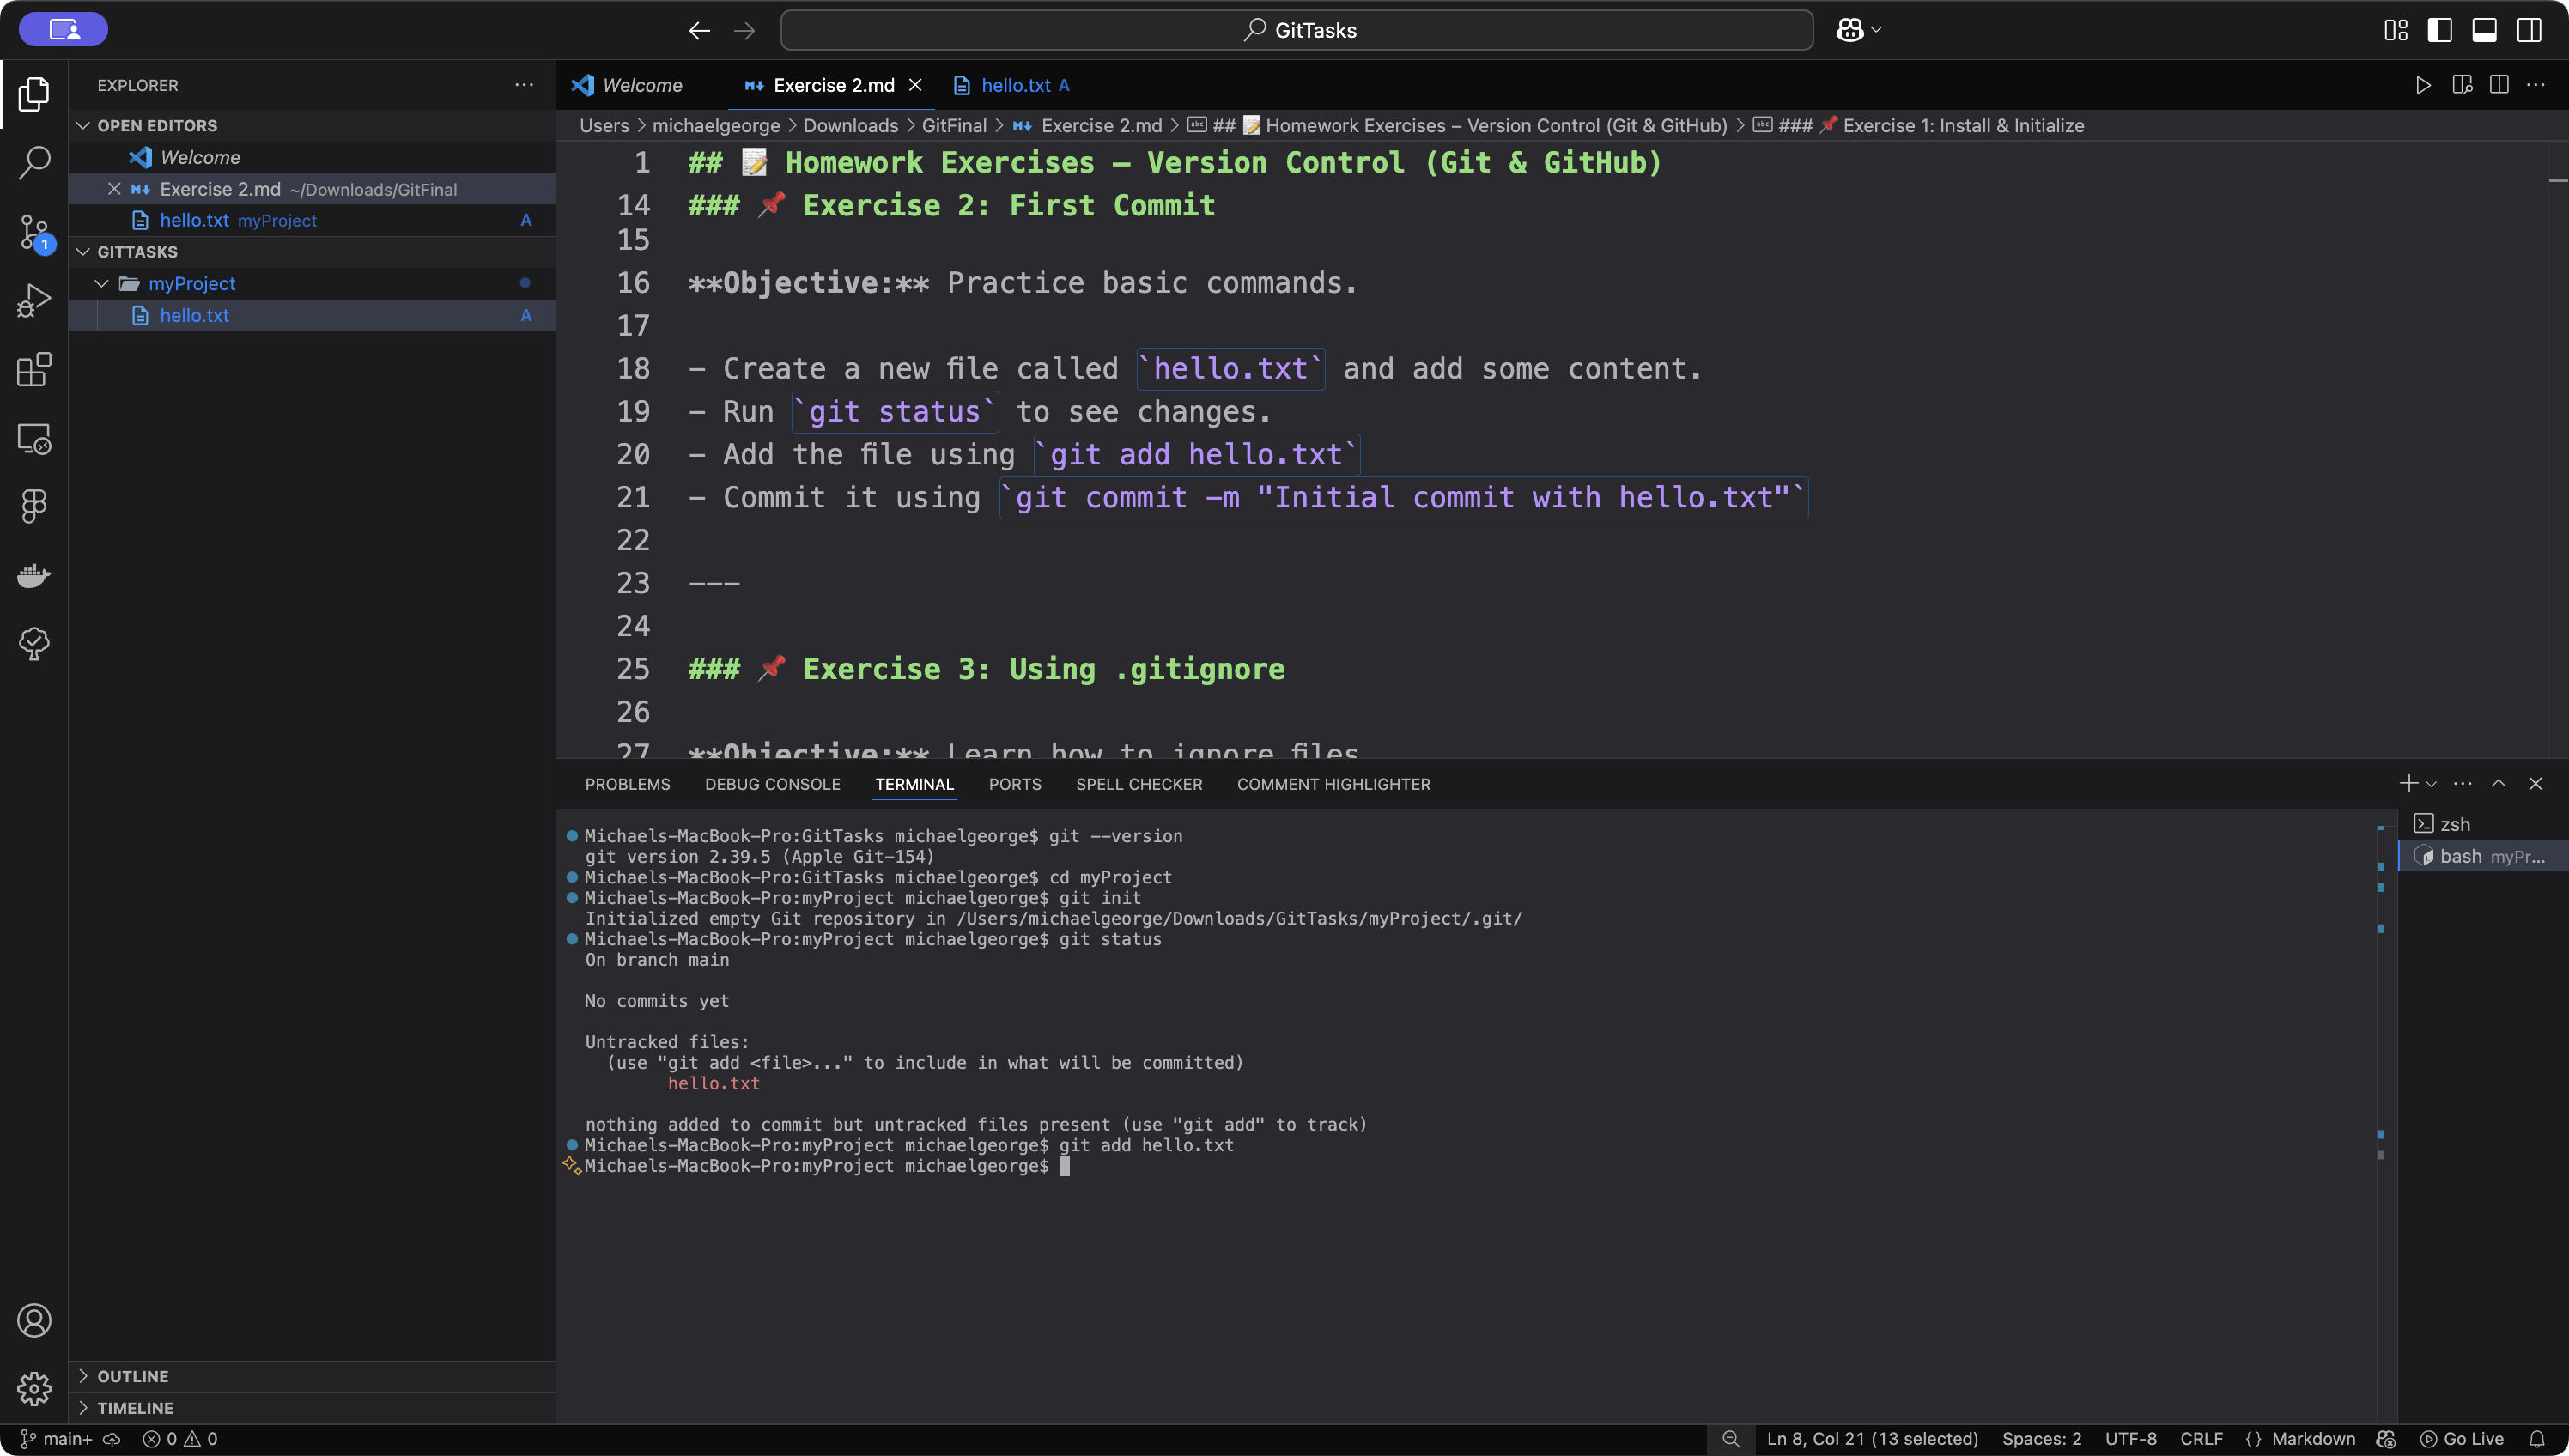 GitTasks
EXPLORER
OPEN EDITORS
Welcome
Exercise 2.md ~/Downloads/GitFinal
hello.txt myProject A
GITTASKS
myProject
hello.txt A
1
OUTLINE
TIMELINE
Welcome
Exercise 2.md
hello.txt A
Users > michaelgeorge > Downloads > GitFinal > Exercise 2.md > abc ## 📝 Homework Exercises – Version Control (Git & GitHub) > abc ### 📌 Exercise 1: Install & Initialize
1 ## 📝 Homework Exercises – Version Control (Git & GitHub)
14 ### 📌 Exercise 2: First Commit
15
16 **Objective:** Practice basic commands.
17
18 - Create a new file called `hello.txt` and add some content.
19 - Run `git status` to see changes.
20 - Add the file using `git add hello.txt`
21 - Commit it using `git commit -m "Initial commit with hello.txt"`
22
23 ---
24
25 ### 📌 Exercise 3: Using .gitignore
26
27 **Objective:** Learn how to ignore files
PROBLEMS DEBUG CONSOLE TERMINAL PORTS SPELL CHECKER COMMENT HIGHLIGHTER
Michaels-MacBook-Pro:GitTasks michaelgeorge$ git --version
git version 2.39.5 (Apple Git-154)
Michaels-MacBook-Pro:GitTasks michaelgeorge$ cd myProject
Michaels-MacBook-Pro:myProject michaelgeorge$ git init
Initialized empty Git repository in /Users/michaelgeorge/Downloads/GitTasks/myProject/.git/
Michaels-MacBook-Pro:myProject michaelgeorge$ git status
On branch main
No commits yet
Untracked files:
(use "git add <file>..." to include in what will be committed)
hello.txt
nothing added to commit but untracked files present (use "git add" to track)
Michaels-MacBook-Pro:myProject michaelgeorge$ git add hello.txt
Michaels-MacBook-Pro:myProject michaelgeorge$
zsh
bash myPr...
main+ 0 0 Ln 8, Col 21 (13 selected) Spaces: 2 UTF-8 CRLF {} Markdown Go Live